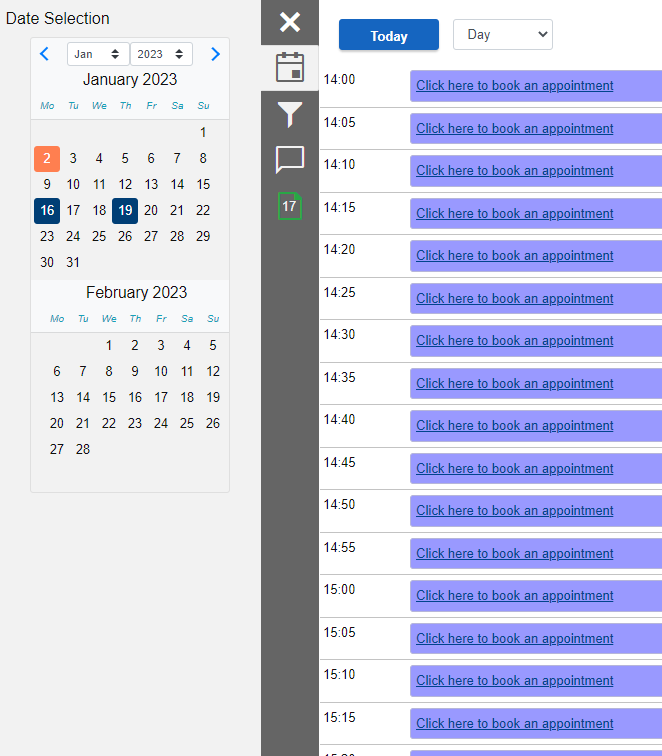 Date Selection
Jan 2023
January 2023
Mo Tu We Th Fr Sa Su
1
2 3 4 5 6 7 8
9 10 11 12 13 14 15
16 17 18 19 20 21 22
23 24 25 26 27 28 29
30 31
February 2023
Mo Tu We Th Fr Sa Su
1 2 3 4 5
6 7 8 9 10 11 12
13 14 15 16 17 18 19
20 21 22 23 24 25 26
27 28
17
Today Day
14:00 Click here to book an appointment
14:05 Click here to book an appointment
14:10 Click here to book an appointment
14:15 Click here to book an appointment
14:20 Click here to book an appointment
14:25 Click here to book an appointment
14:30 Click here to book an appointment
14:35 Click here to book an appointment
14:40 Click here to book an appointment
14:45 Click here to book an appointment
14:50 Click here to book an appointment
14:55 Click here to book an appointment
15:00 Click here to book an appointment
15:05 Click here to book an appointment
15:10 Click here to book an appointment
15:15 Click here to book an appointment